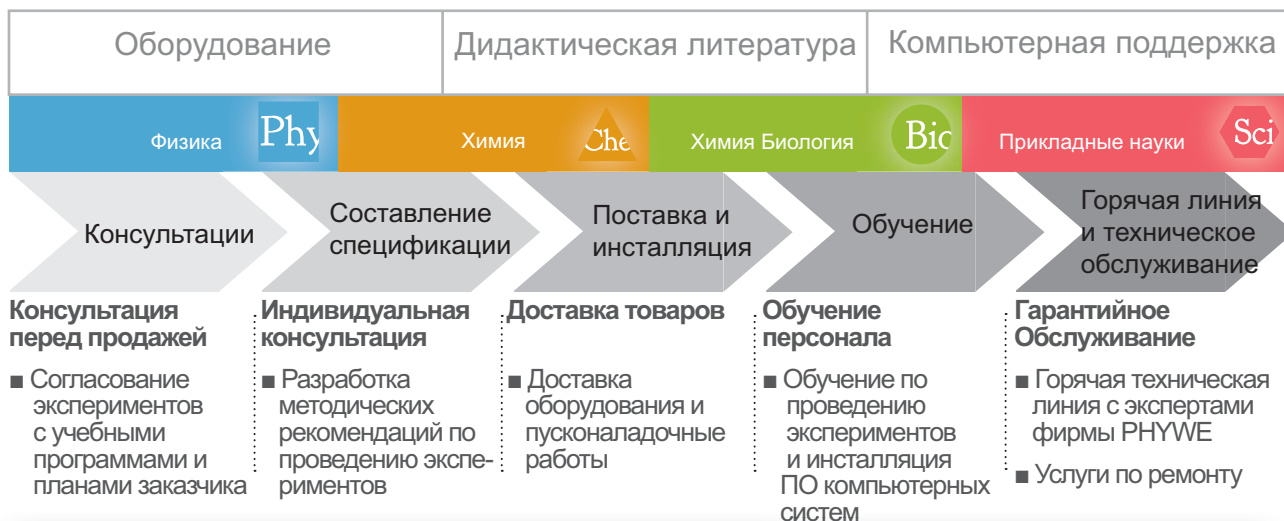 Оборудование
Дидактическая литература
Компьютерная поддержка
Физика
Phy
Химия
Che
Химия Биология
Bio
Прикладные науки
Sci
Консультации
Составление
спецификации
Поставка и
инсталляция
Обучение
Горячая линия
и техническое
обслуживание
Консультация
перед продажей
■ Согласование
экспериментов
с учебными
программами и
планами заказчика
Индивидуальная
консультация
■ Разработка
методических
рекомендаций по
проведению экспе-
риментов
Доставка товаров
■ Доставка
оборудования и
пусконаладочные
работы
Обучение
персонала
■ Обучение по
проведению
экспериментов
и инсталляция
ПО компьютерных
систем
Гарантийное
Обслуживание
■ Горячая техническая
линия с экспертами
фирмы PHYWE
■ Услуги по ремонту